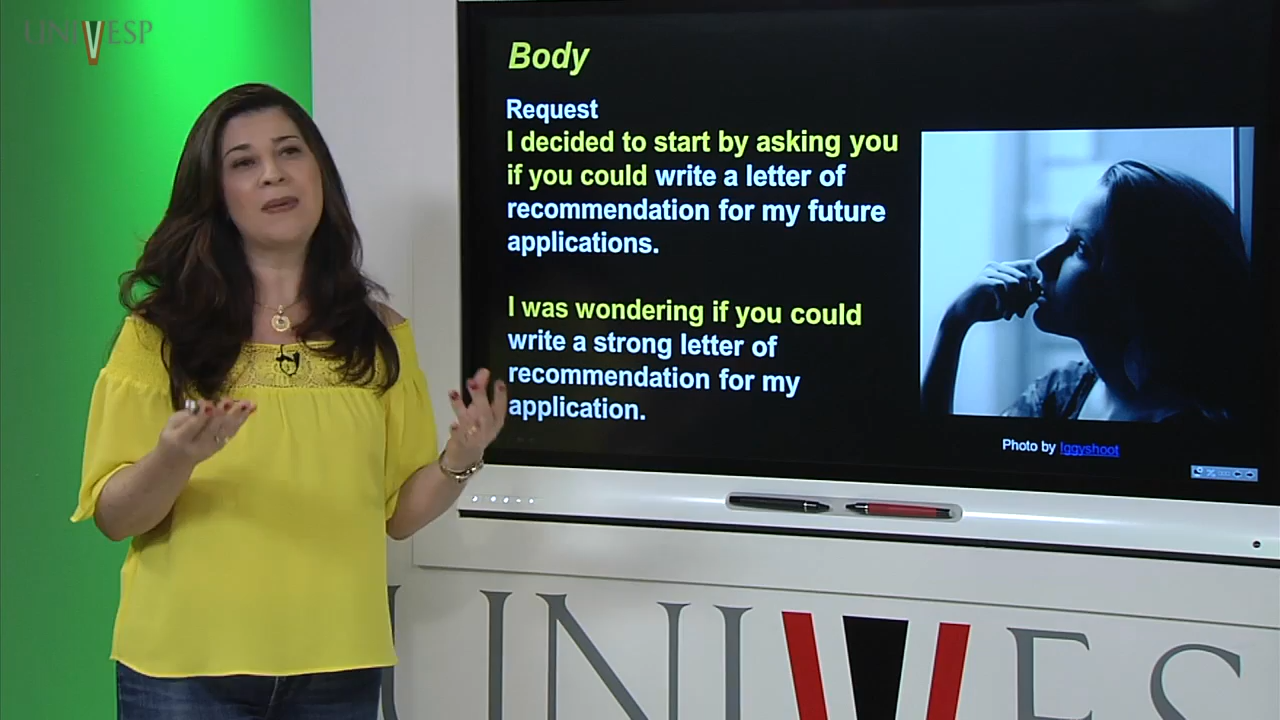 UNIVESP
Body
Request
I decided to start by asking you
if you could write a letter of
recommendation for my future
applications.
I was wondering if you could
write a strong letter of
recommendation for my
application.
Photo by Iggyshoot
UNIVES